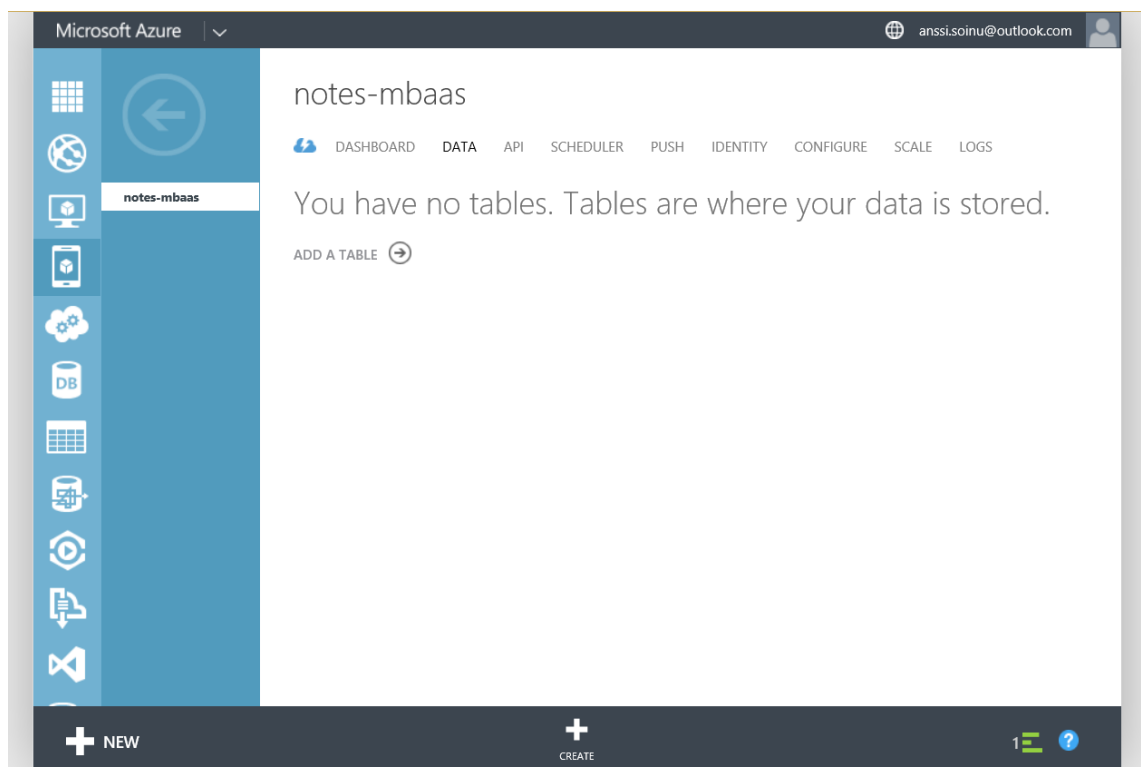 Microsoft Azure
anssi.soinu@outlook.com
notes-mbaas
notes-mbaas
DASHBOARD DATA API SCHEDULER PUSH IDENTITY CONFIGURE SCALE LOGS
You have no tables. Tables are where your data is stored.
ADD A TABLE
DB
NEW
CREATE
1
?